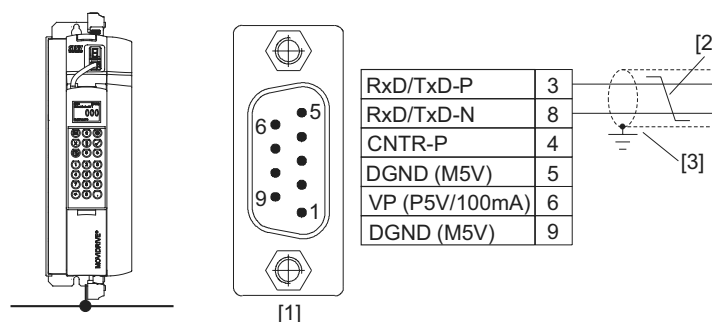 000
MOVIDRIVE®
5
6
9
1
[1]
RxD/TxD-P 3
RxD/TxD-N 8
CNTR-P 4
DGND (M5V) 5
VP (P5V/100mA) 6
DGND (M5V) 9
[2]
[3]